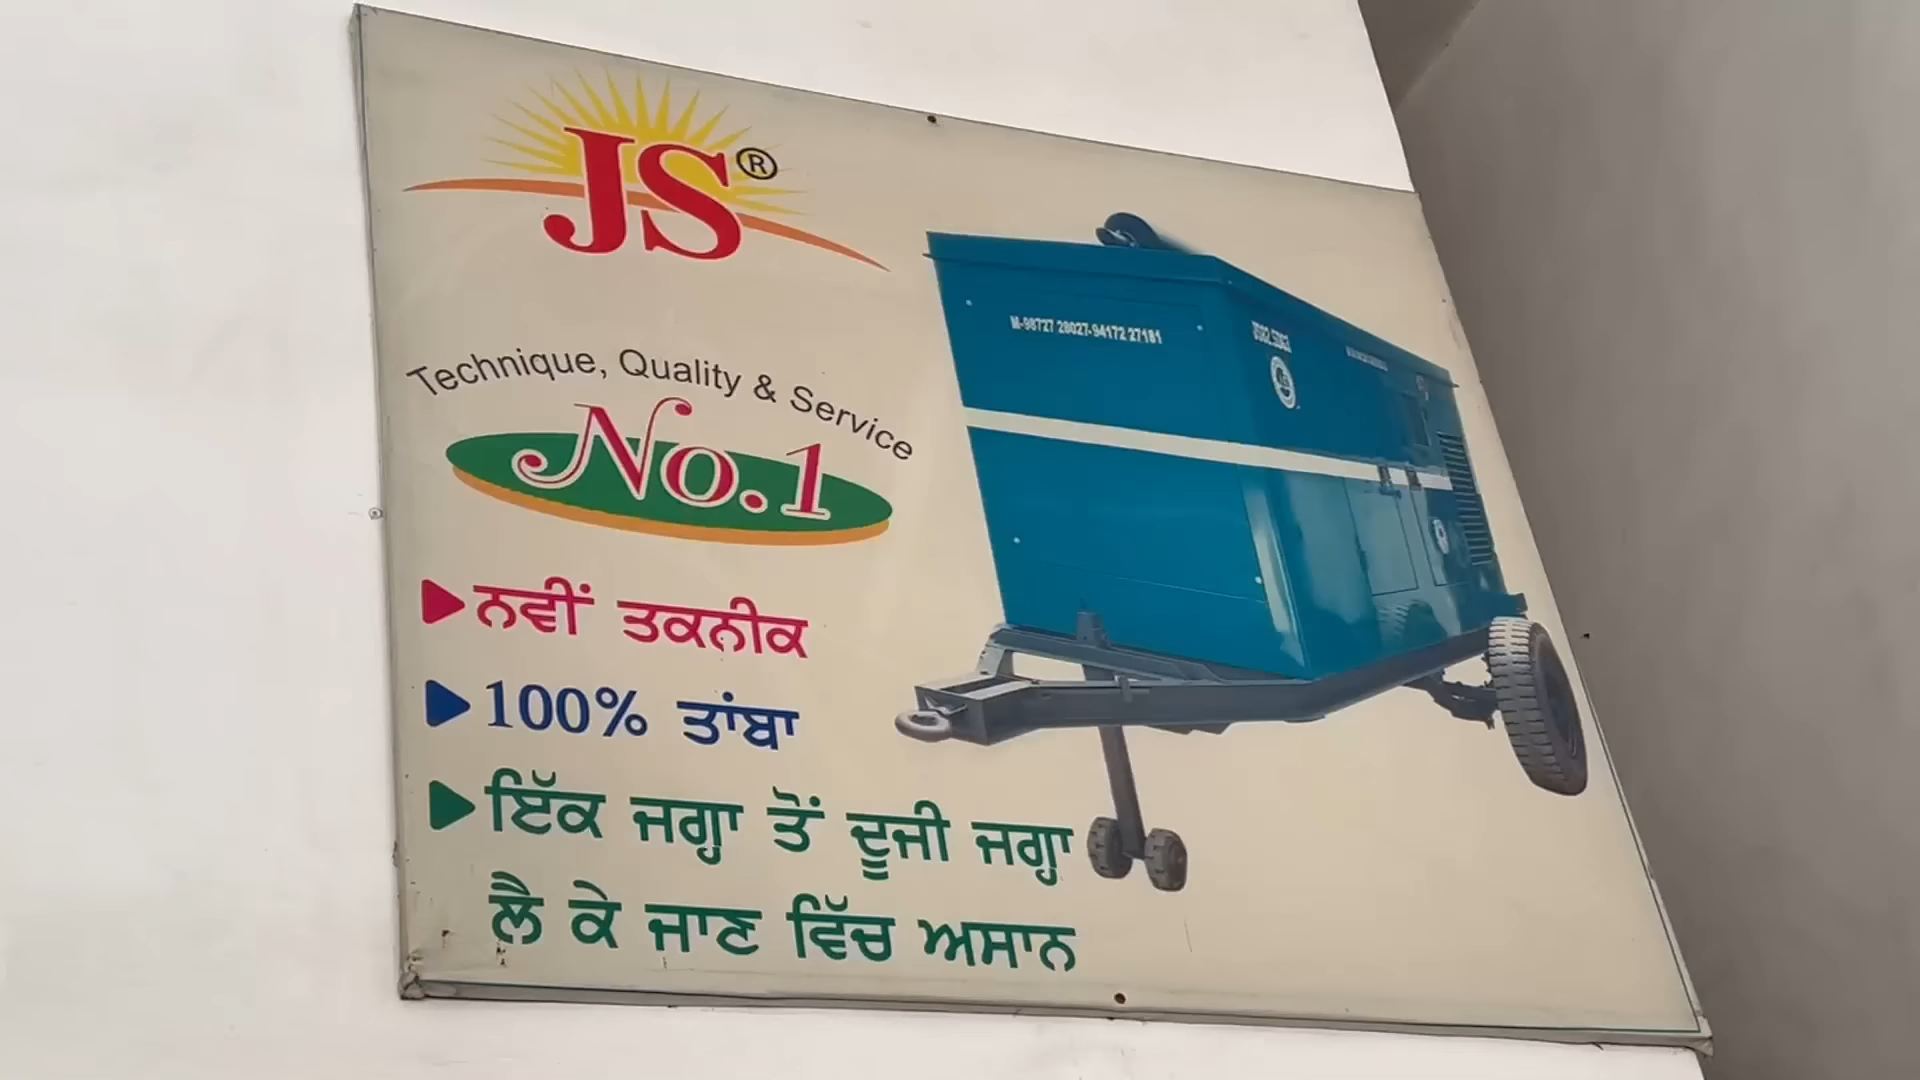 JS®
Technique, Quality & Service
No.1
ਨਵੀਂ ਤਕਨੀਕ
100% ਤਾਂਬਾ
ਇੱਕ ਜਗ੍ਹਾ ਤੋਂ ਦੂਜੀ ਜਗ੍ਹਾ
ਲੈ ਕੇ ਜਾਣ ਵਿੱਚ ਅਸਾਨ
M-98727 28027-94172 27181